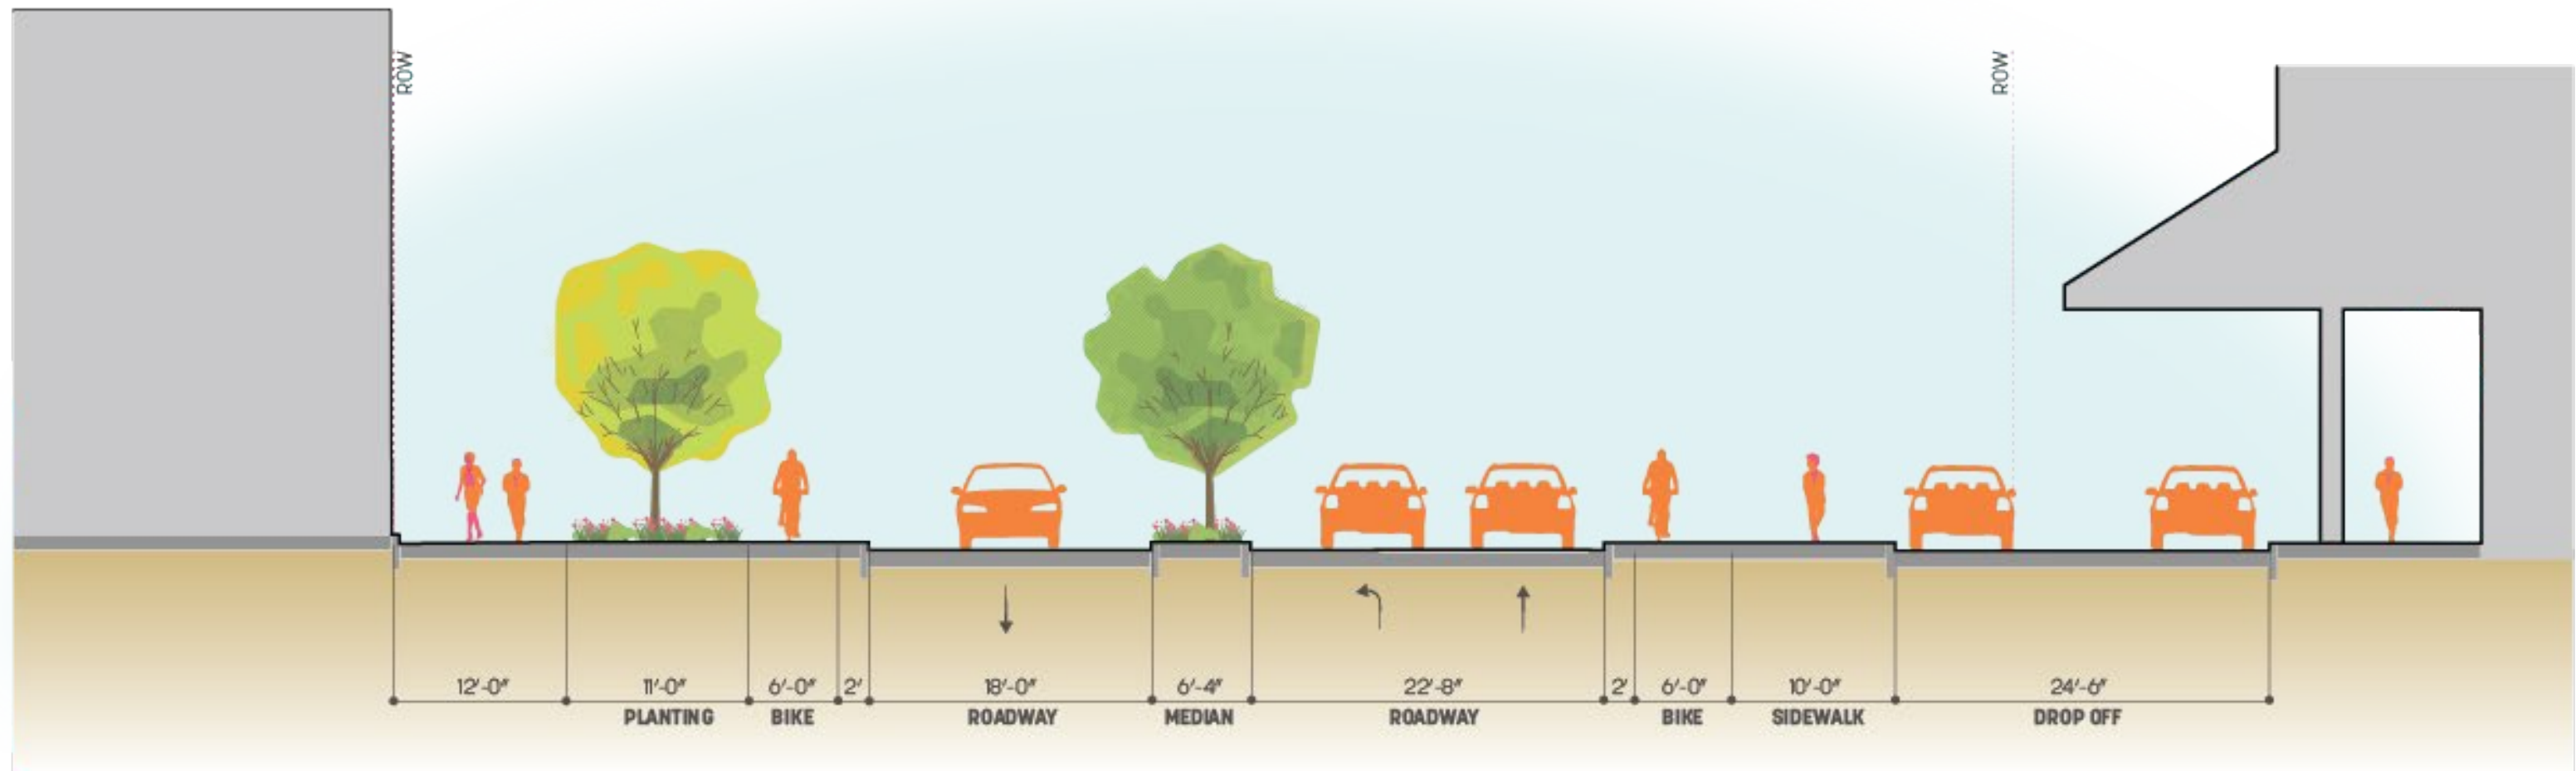 ROW
ROW
12'-0" 11'-0" 6'-0" 2' 18'-0" 6'-4" 22'-8" 2' 6'-0" 10'-0" 24'-6"
PLANTING BIKE ROADWAY MEDIAN ROADWAY BIKE SIDEWALK DROP OFF